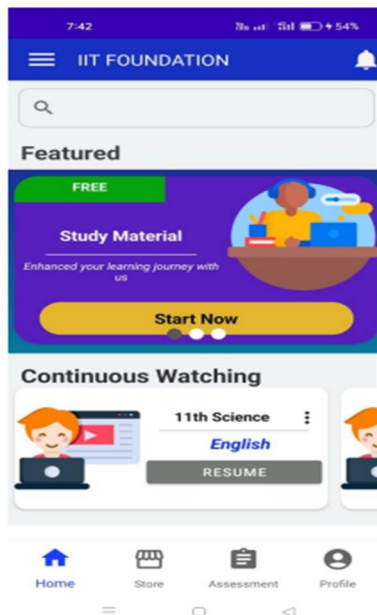 7:42
54%
IIT FOUNDATION
Featured
FREE
Study Material
Enhanced your learning journey with
us
Start Now
Continuous Watching
11th Science
English
RESUME
Home Store Assessment Profile